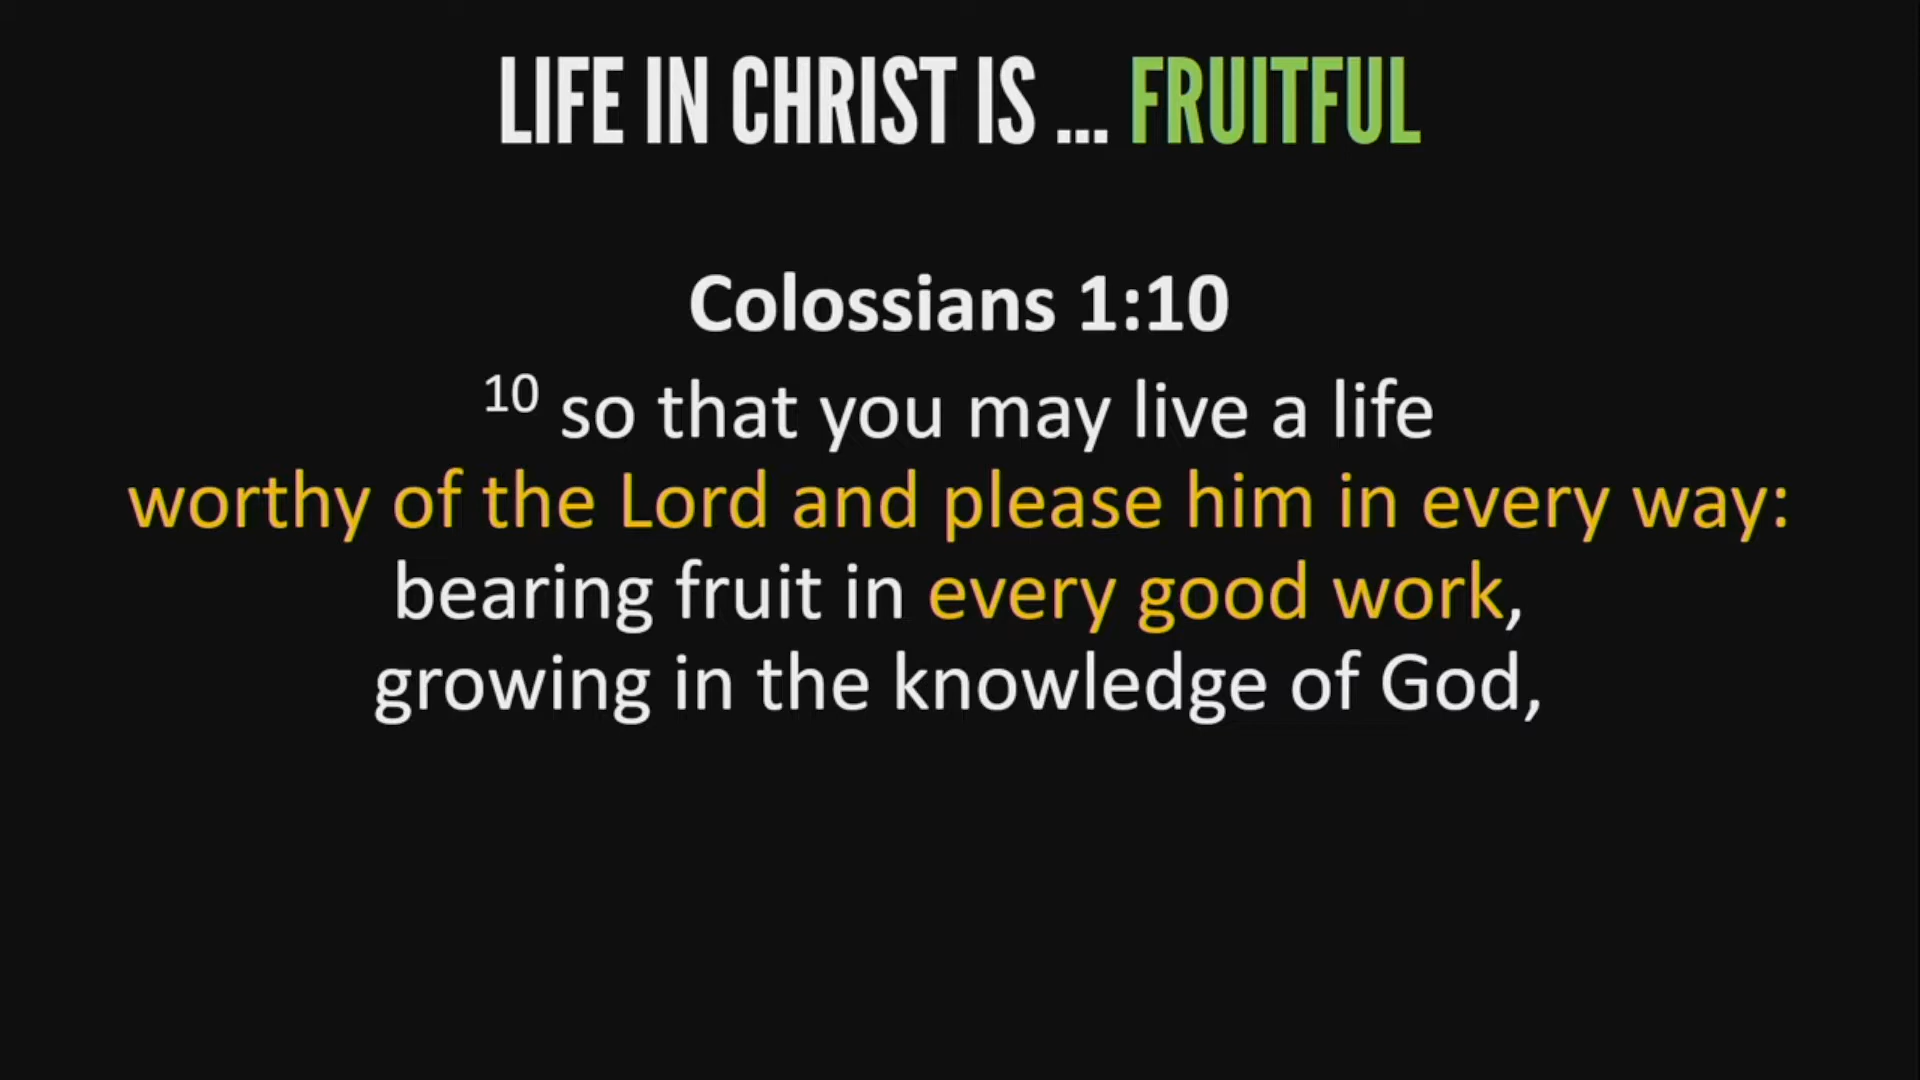 LIFE IN CHRIST IS ... FRUITFUL
Colossians 1:10
10 so that you may live a life
worthy of the Lord and please him in every way:
bearing fruit in every good work,
growing in the knowledge of God,